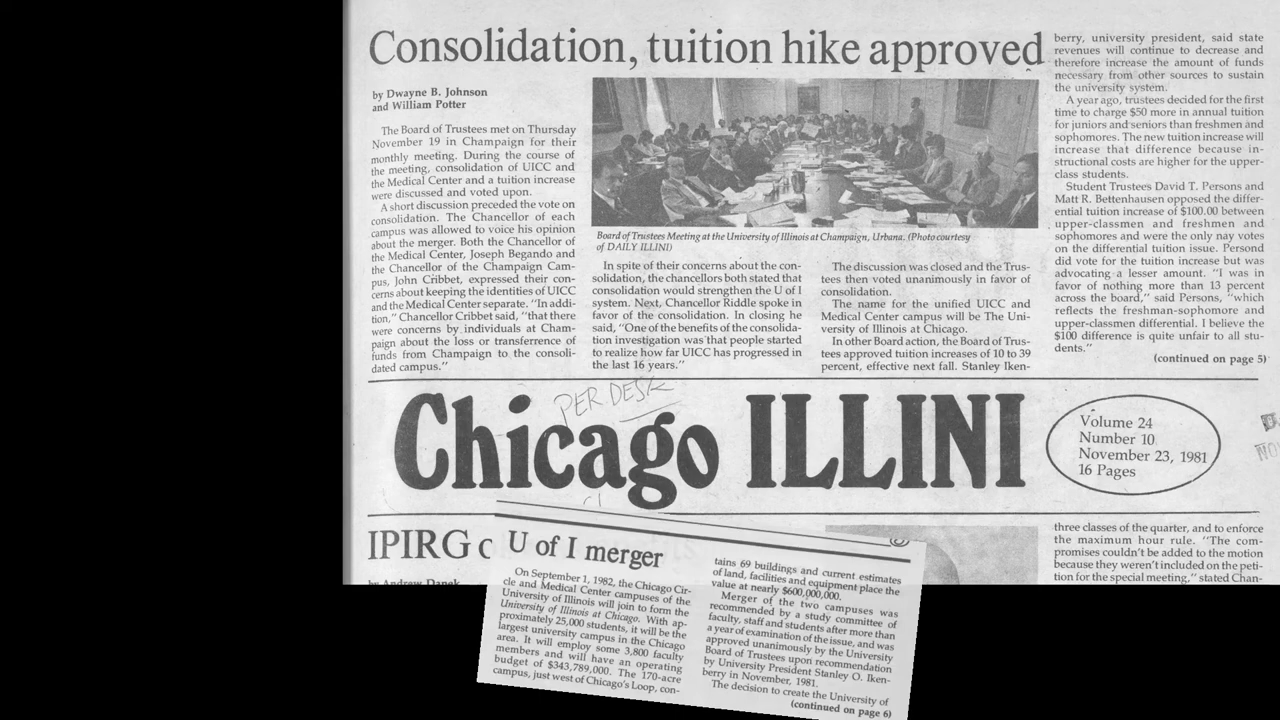 Consolidation, tuition hike approved
by Dwayne B. Johnson
and William Potter
The Board of Trustees met on Thursday
November 19 in Champaign for their
monthly meeting. During the course of
the meeting, consolidation of UICC and
the Medical Center and a tuition increase
were discussed and voted upon.
A short discussion preceded the vote on
consolidation. The Chancellor of each
campus was allowed to voice his opinion
about the merger. Both the Chancellor of
the Medical Center, Joseph Begando and
the Chancellor of the Champaign Cam-
pus, John Cribbet, expressed their con-
cerns about keeping the identities of UICC
and the Medical Center separate. "In addi-
tion," Chancellor Cribbet said, "that there
were concerns by individuals at Cham-
paign about the loss or transferrence of
funds from Champaign to the consoli-
dated campus."
Board of Trustees Meeting at the University of Illinois at Champaign, Urbana. (Photo courtesy
of DAILY ILLINI)
In spite of their concerns about the con-
solidation, the chancellors both stated that
consolidation would strengthen the U of I
system. Next, Chancellor Riddle spoke in
favor of the consolidation. In closing he
said, "One of the benefits of the consolida-
tion investigation was that people started
to realize how far UICC has progressed in
the last 16 years."
The discussion was closed and the Trus-
tees then voted unanimously in favor of
consolidation.
The name for the unified UICC and
Medical Center campus will be The Uni-
versity of Illinois at Chicago.
In other Board action, the Board of Trus-
tees approved tuition increases of 10 to 39
percent, effective next fall. Stanley Iken-
berry, university president, said state
revenues will continue to decrease and
therefore increase the amount of funds
necessary from other sources to sustain
the university system.
A year ago, trustees decided for the first
time to charge $50 more in annual tuition
for juniors and seniors than freshmen and
sophomores. The new tuition increase will
increase that difference because in-
structional costs are higher for the upper-
class students.
Student Trustees David T. Persons and
Matt R. Bettenhausen opposed the differ-
ential tuition increase of $100.00 between
upper-classmen and freshmen and
sophomores and were the only nay votes
on the differential tuition issue. Persond
did vote for the tuition increase but was
advocating a lesser amount. "I was in
favor of nothing more than 13 percent
across the board," said Persons, "which
reflects the freshman-sophomore and
upper-classmen differential. I believe the
$100 difference is quite unfair to all stu-
dents."
(continued on page 5)
PER. DESK
Chicago ILLINI
Volume 24
Number 10
November 23, 1981
16 Pages
IPIRG c
by Andrew Danek
three classes of the quarter, and to enforce
the maximum hour rule. "The com-
promises couldn't be added to the motion
because they weren't included on the peti-
tion for the special meeting," stated Chan-
U of I merger
On September 1, 1982, the Chicago Cir-
cle and Medical Center campuses of the
University of Illinois will join to form the
University of Illinois at Chicago. With ap-
proximately 25,000 students, it will be the
largest university campus in the Chicago
area. It will employ some 3,800 faculty
members and will have an operating
budget of $343,789,000. The 170-acre
campus, just west of Chicago's Loop, con-
tains 69 buildings and current estimates
of land, facilities and equipment place the
value at nearly $600,000,000.
Merger of the two campuses was
recommended by a study committee of
faculty, staff and students after more than
a year of examination of the issue, and was
approved unanimously by the University
Board of Trustees upon recommendation
by University President Stanley O. Iken-
berry in November, 1981.
The decision to create the University of
(continued on page 6)